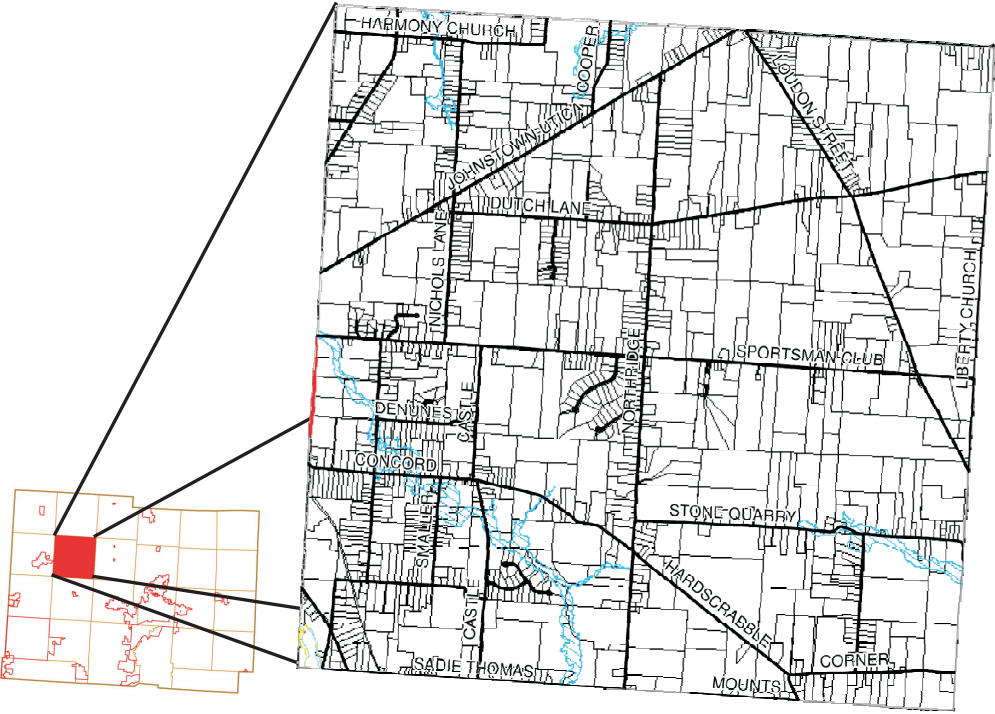 HARMONY CHURCH
COOPER
LOUDON STREET
JOHNSTOWN-UTICA
DUTCH LANE
NICHOLS LANE
LIBERTY CHURCH
NORTHRIDGE
SPORTSMAN CLUB
DENUNES
CASTLE
CONCORD
SMALLER
STONE QUARRY
HARDSCRABBLE
CASTLE
SADIE THOMAS
CORNER
MOUNTS